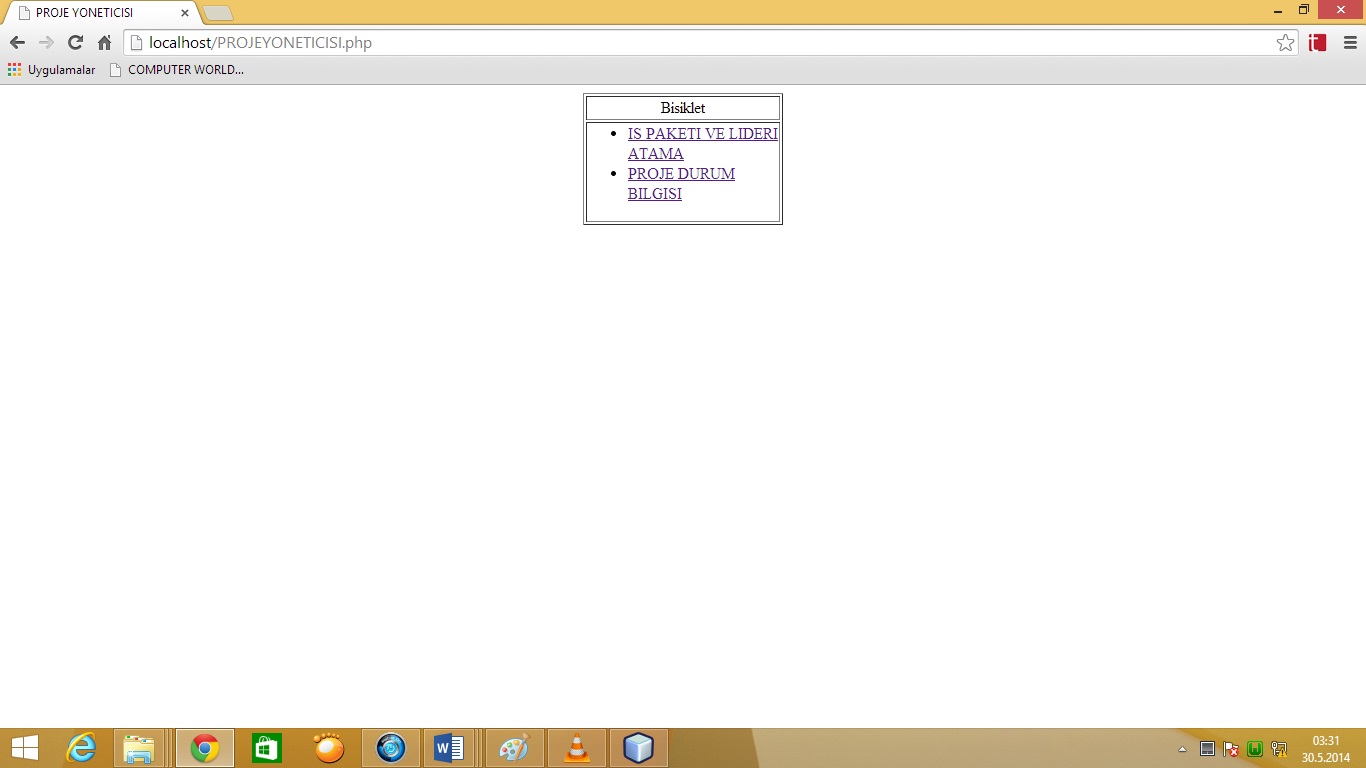 PROJE YONETICISI
localhost/PROJEYONETICISI.php
Uygulamalar
COMPUTER WORLD...
Bisiklet
IS PAKETI VE LIDERI
ATAMA
PROJE DURUM
BILGISI
03:31
30.5.2014